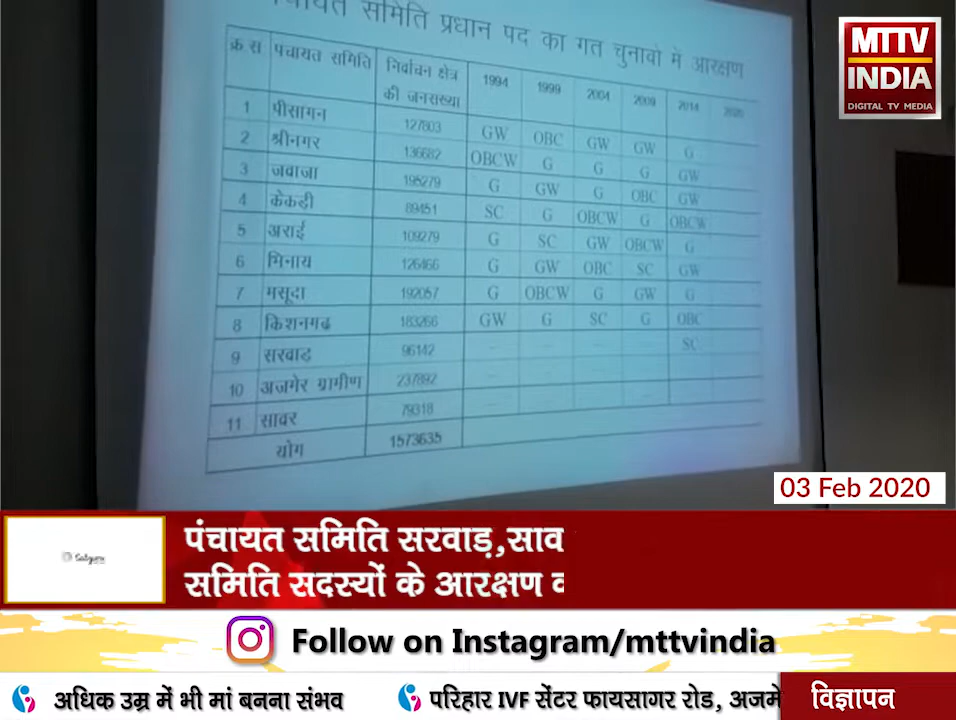 पंचायत समिति प्रधान पद का गत चुनावो में आरक्षण
क्र.स पंचायत समिति निर्वाचन क्षेत्र की जनसंख्या 1994 1999 2004 2009 2014 2020
1 पीसागन 127803 GW OBC GW GW G
2 श्रीनगर 136682 OBCW G G G GW
3 जवाजा 195279 G GW G OBC GW
4 केकडी 89451 SC G OBCW G OBCW
5 अराई 109279 G SC GW OBCW G
6 भिनाय 126466 G GW OBC SC GW
7 मसूदा 192057 G OBCW G GW G
8 किशनगढ 183266 GW G SC G OBC
9 सरवाड 96142 SC
10 अजमेर ग्रामीण 237892
11 सावर 79318
योग 1573635
MTTV
INDIA
DIGITAL TV MEDIA
03 Feb 2020
पंचायत समिति सरवाड़,साव
समिति सदस्यों के आरक्षण
Follow on Instagram/mttvindia
अधिक उम्र में भी मां बनना संभव परिहार IVF सेंटर फायसागर रोड, अजमे
विज्ञापन